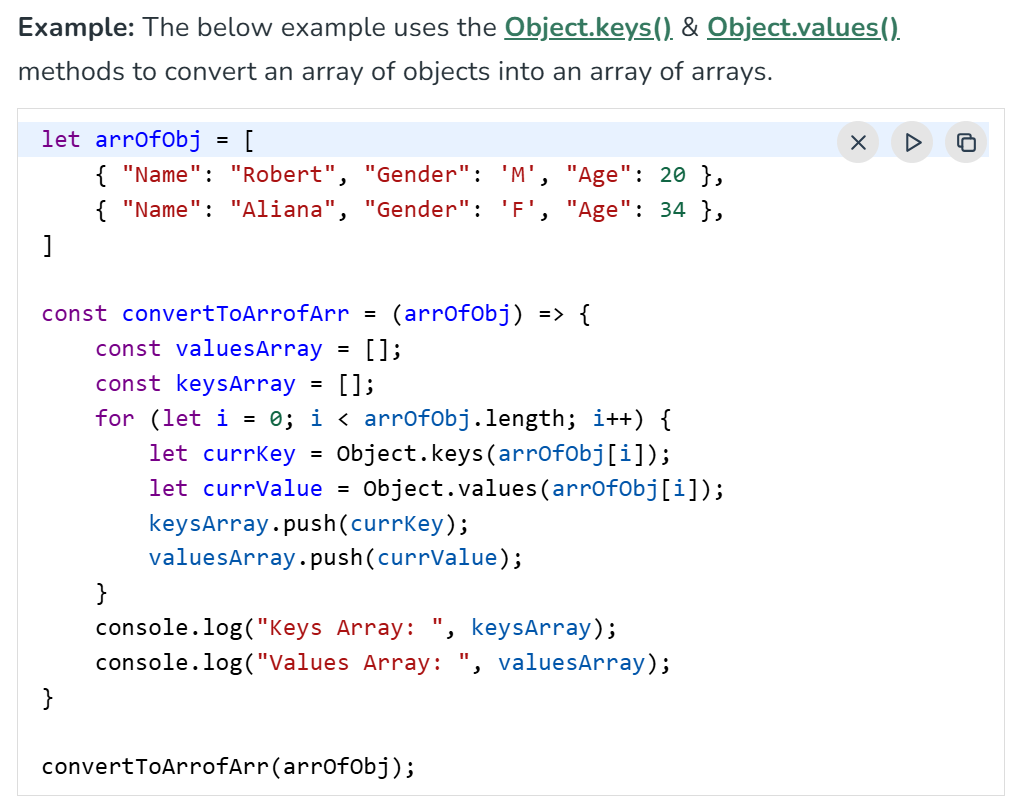 Example: The below example uses the Object.keys() & Object.values()
methods to convert an array of objects into an array of arrays.
let arrOfObj = [
    { "Name": "Robert", "Gender": 'M', "Age": 20 },
    { "Name": "Aliana", "Gender": 'F', "Age": 34 },
]

const convertToArrofArr = (arrOfObj) => {
    const valuesArray = [];
    const keysArray = [];
    for (let i = 0; i < arrOfObj.length; i++) {
        let currKey = Object.keys(arrOfObj[i]);
        let currValue = Object.values(arrOfObj[i]);
        keysArray.push(currKey);
        valuesArray.push(currValue);
    }
    console.log("Keys Array: ", keysArray);
    console.log("Values Array: ", valuesArray);
}

convertToArrofArr(arrOfObj);